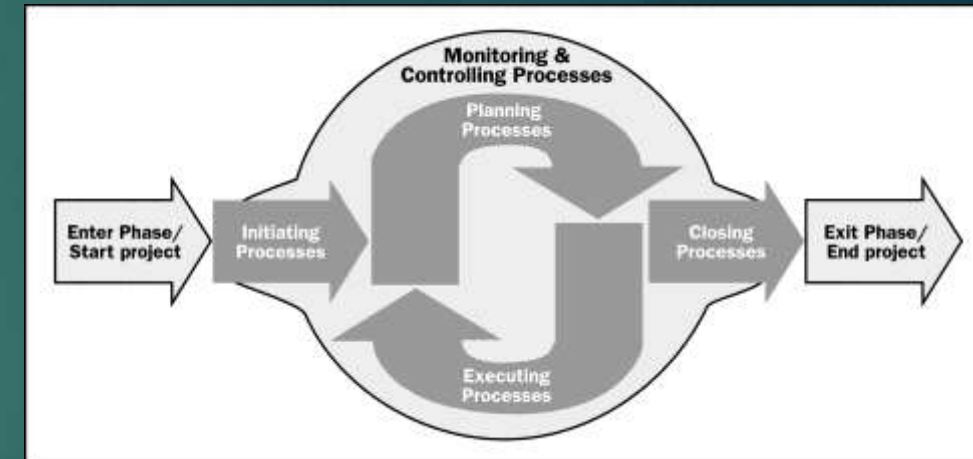 Monitoring &
Controlling Processes
Planning
Processes
Enter Phase/
Start project
Initiating
Processes
Closing
Processes
Exit Phase/
End project
Executing
Processes